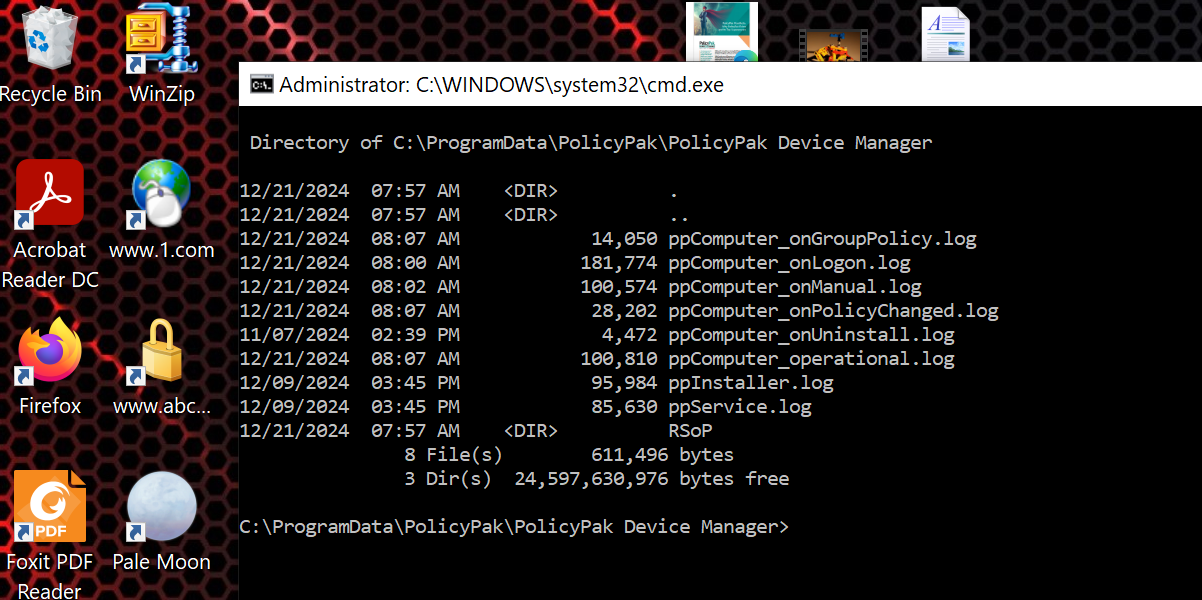 Recycle Bin
WinZip
Acrobat
Reader DC
www.1.com
Firefox
www.abc...
PDF
Foxit PDF
Reader
Pale Moon
Administrator: C:\WINDOWS\system32\cmd.exe
Directory of C:\ProgramData\PolicyPak\PolicyPak Device Manager
12/21/2024  07:57 AM    <DIR>          .
12/21/2024  07:57 AM    <DIR>          ..
12/21/2024  08:07 AM            14,050 ppComputer_onGroupPolicy.log
12/21/2024  08:00 AM           181,774 ppComputer_onLogon.log
12/21/2024  08:02 AM           100,574 ppComputer_onManual.log
12/21/2024  08:07 AM            28,202 ppComputer_onPolicyChanged.log
11/07/2024  02:39 PM             4,472 ppComputer_onUninstall.log
12/21/2024  08:07 AM           100,810 ppComputer_operational.log
12/09/2024  03:45 PM            95,984 ppInstaller.log
12/09/2024  03:45 PM            85,630 ppService.log
12/21/2024  07:57 AM    <DIR>          RSoP
8 File(s)        611,496 bytes
3 Dir(s)  24,597,630,976 bytes free
C:\ProgramData\PolicyPak\PolicyPak Device Manager>